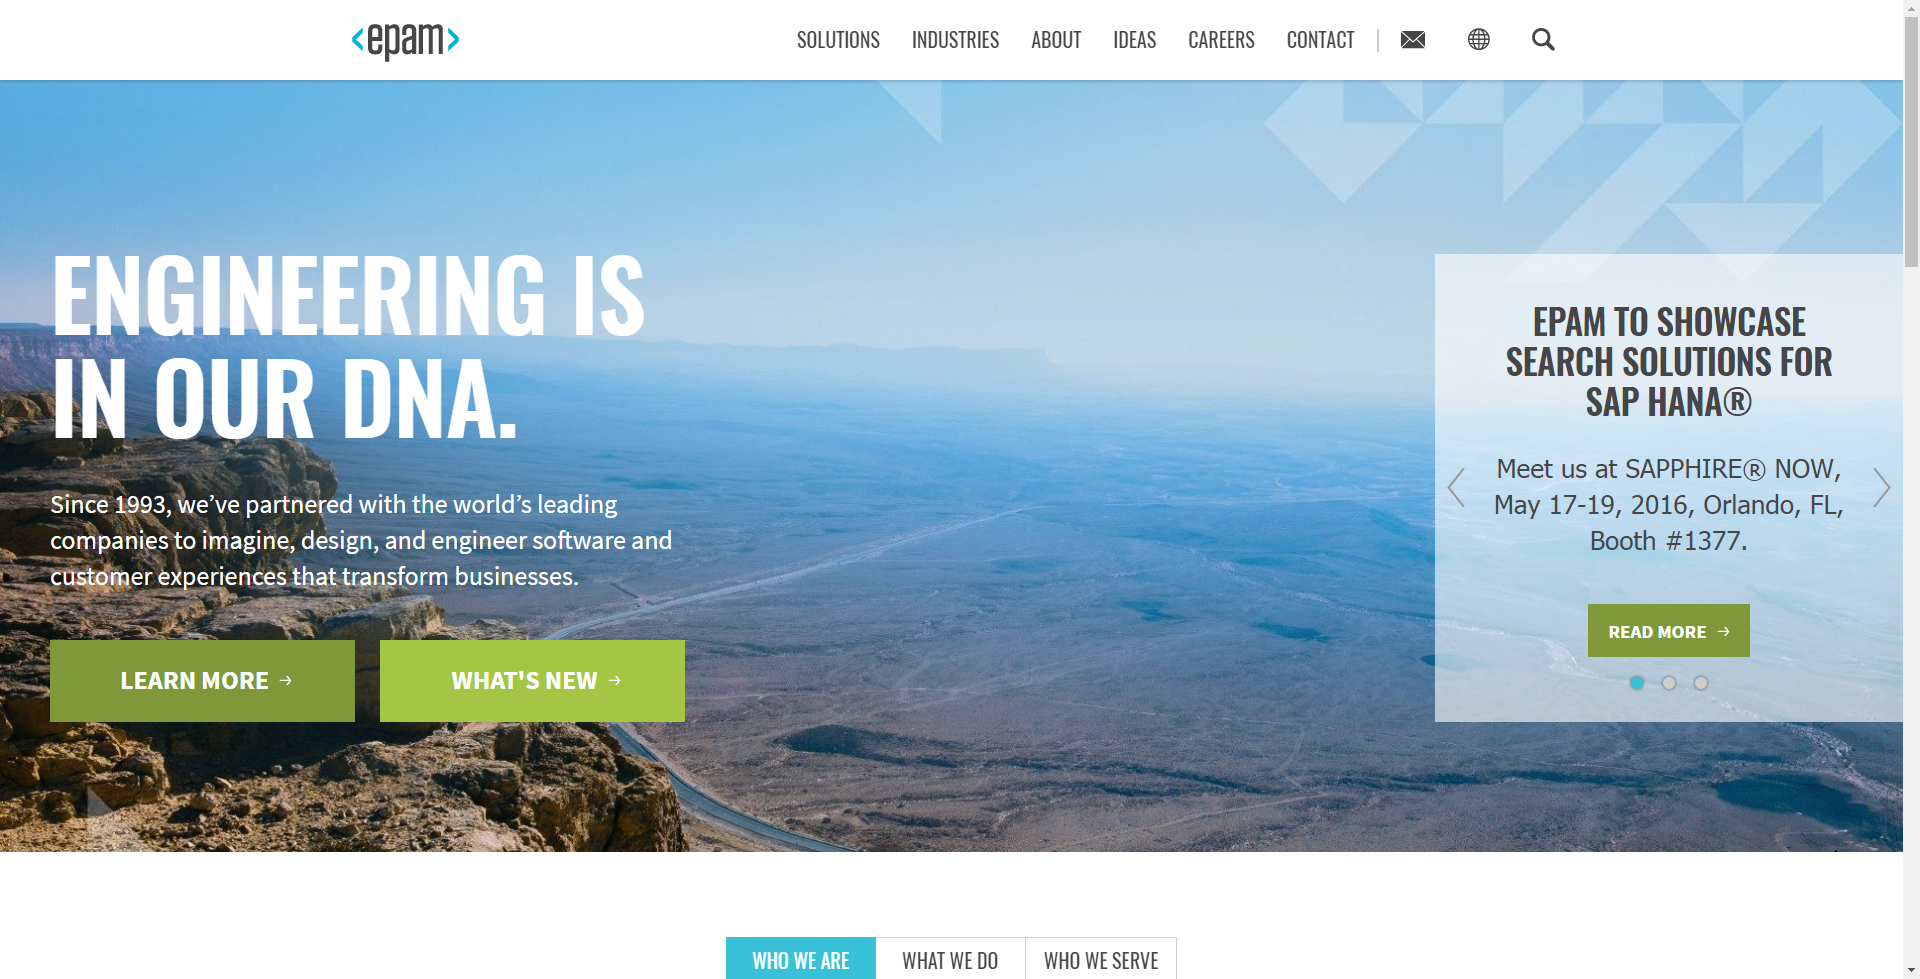 <epam>
SOLUTIONS INDUSTRIES ABOUT IDEAS CAREERS CONTACT
ENGINEERING IS
IN OUR DNA.
Since 1993, we’ve partnered with the world’s leading
companies to imagine, design, and engineer software and
customer experiences that transform businesses.
LEARN MORE →
WHAT'S NEW →
EPAM TO SHOWCASE
SEARCH SOLUTIONS FOR
SAP HANA®
Meet us at SAPPHIRE® NOW,
May 17-19, 2016, Orlando, FL,
Booth #1377.
READ MORE →
WHO WE ARE WHAT WE DO WHO WE SERVE